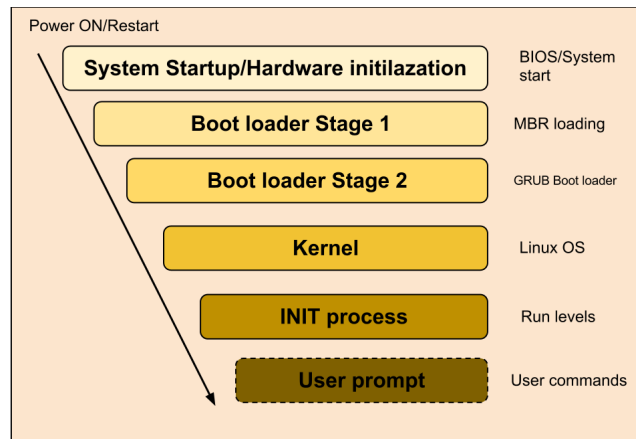 Power ON/Restart
System Startup/Hardware initilazation
BIOS/System
start
Boot loader Stage 1
MBR loading
Boot loader Stage 2
GRUB Boot loader
Kernel
Linux OS
INIT process
Run levels
User prompt
User commands